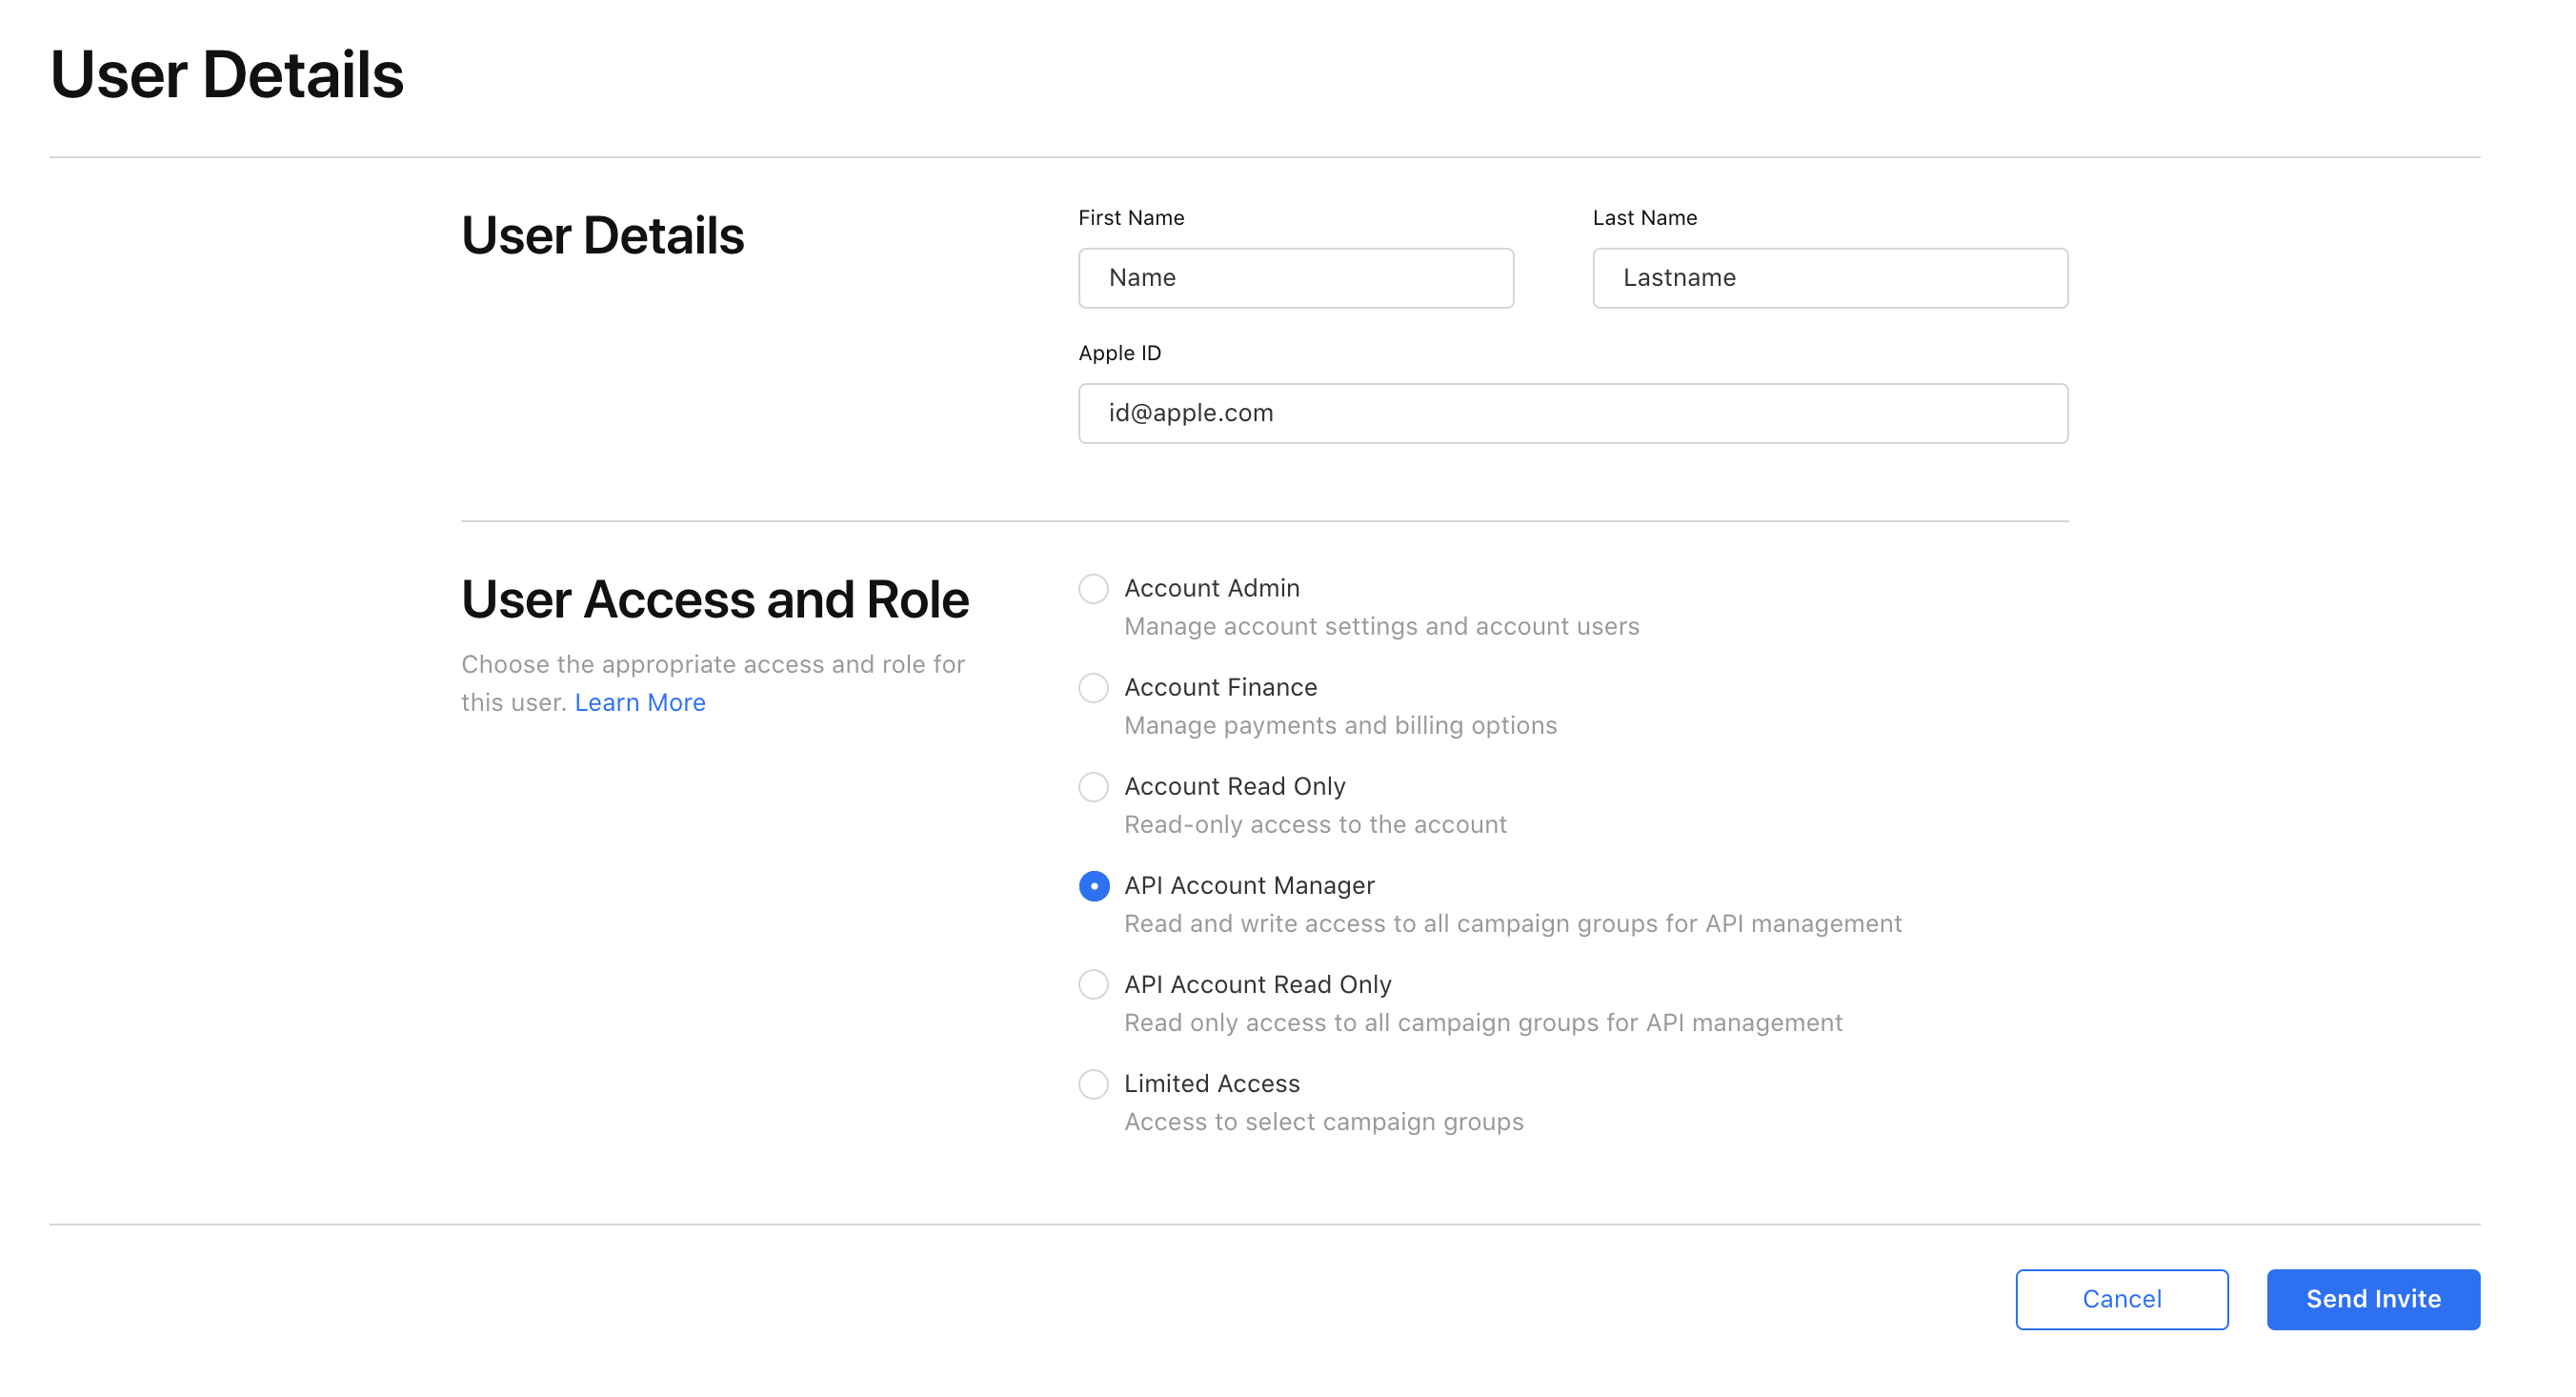 User Details
User Details
First Name
Last Name
Name
Lastname
Apple ID
id@apple.com
User Access and Role
Choose the appropriate access and role for
this user. Learn More
Account Admin
Manage account settings and account users
Account Finance
Manage payments and billing options
Account Read Only
Read-only access to the account
API Account Manager
Read and write access to all campaign groups for API management
API Account Read Only
Read only access to all campaign groups for API management
Limited Access
Access to select campaign groups
Cancel
Send Invite